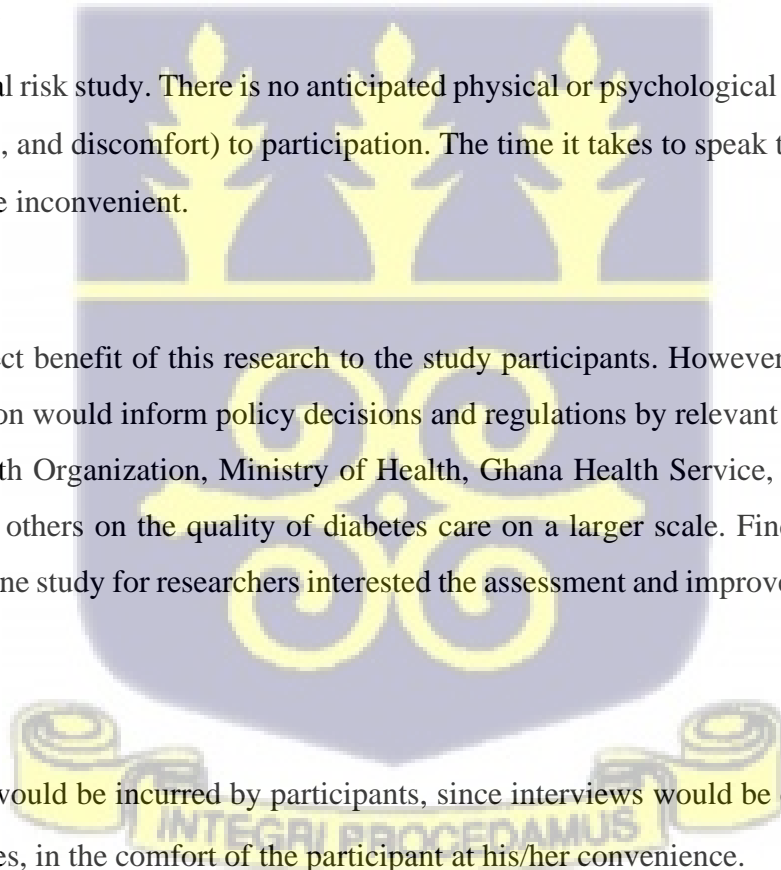 al risk study. There is no anticipated physical or psychological
, and discomfort) to participation. The time it takes to speak t
e inconvenient.
ect benefit of this research to the study participants. However
on would inform policy decisions and regulations by relevant
th Organization, Ministry of Health, Ghana Health Service,
others on the quality of diabetes care on a larger scale. Fin
ne study for researchers interested the assessment and improve
would be incurred by participants, since interviews would be
INTEGRI PROCEDAMUS
es, in the comfort of the participant at his/her convenience.